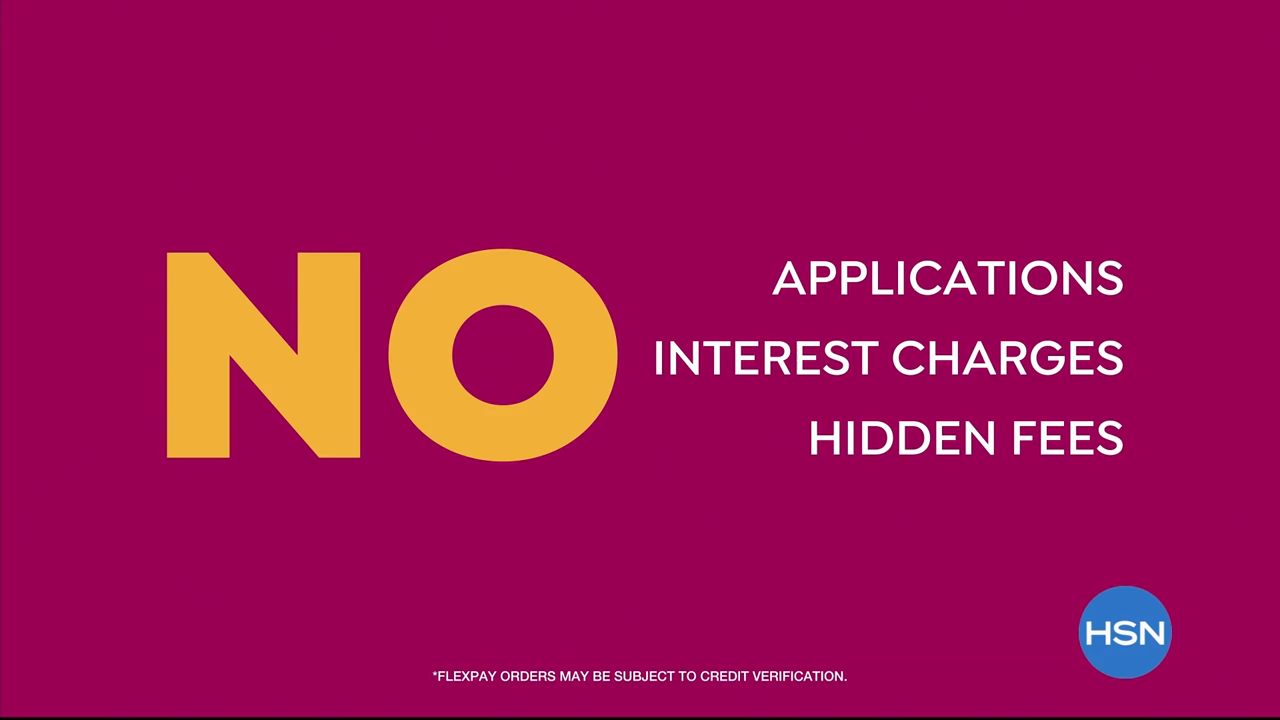 NO
APPLICATIONS
INTEREST CHARGES
HIDDEN FEES
HSN
*FLEXPAY ORDERS MAY BE SUBJECT TO CREDIT VERIFICATION.